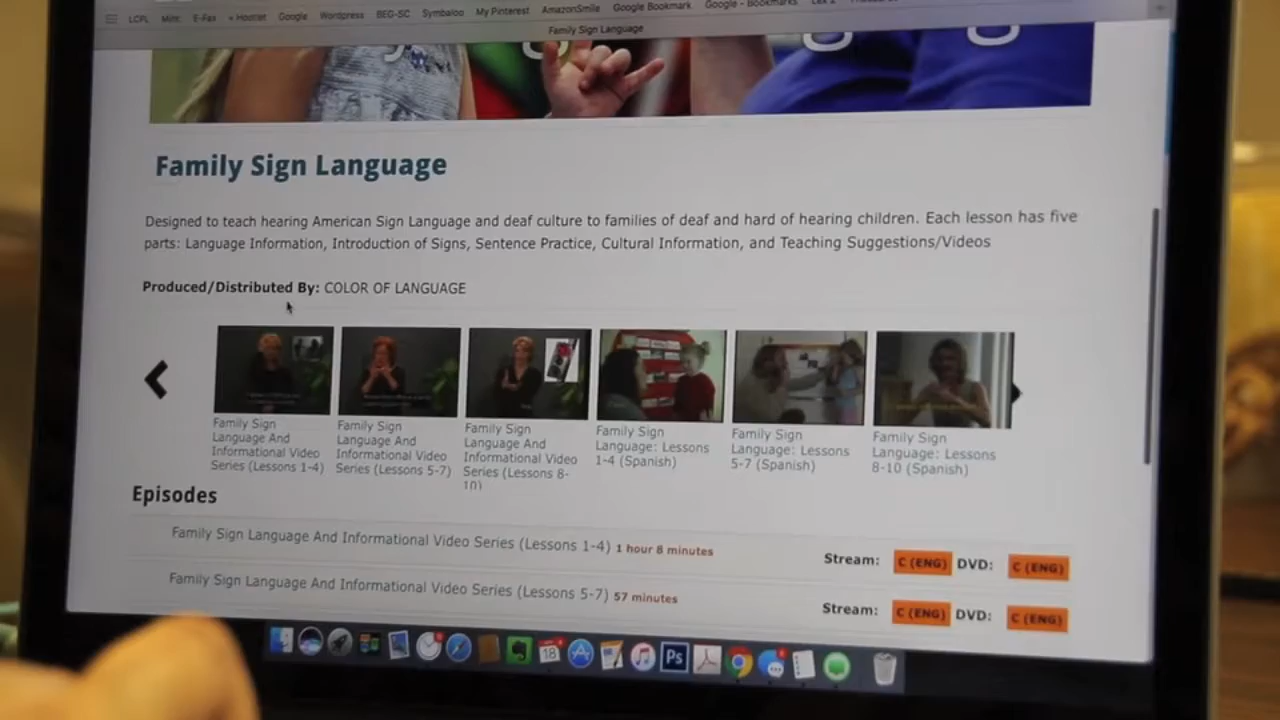 LCPL Mint E-Fax Hootlet Google Wordpress BEG-SC Symbaloo My Pinterest AmazonSmile Google Bookmark Google - Bookmarks
Family Sign Language
Family Sign Language
Designed to teach hearing American Sign Language and deaf culture to families of deaf and hard of hearing children. Each lesson has five
parts: Language Information, Introduction of Signs, Sentence Practice, Cultural Information, and Teaching Suggestions/Videos
Produced/Distributed By: COLOR OF LANGUAGE
Family Sign
Language And
Informational Video
Series (Lessons 1-4)
Family Sign
Language And
Informational Video
Series (Lessons 5-7)
Family Sign
Language And
Informational Video
Series (Lessons 8-
10)
Family Sign
Language: Lessons
1-4 (Spanish)
Family Sign
Language: Lessons
5-7 (Spanish)
Family Sign
Language: Lessons
8-10 (Spanish)
Episodes
Family Sign Language And Informational Video Series (Lessons 1-4) 1 hour 8 minutes
Stream: C (ENG) DVD: C (ENG)
Family Sign Language And Informational Video Series (Lessons 5-7) 57 minutes
Stream: C (ENG) DVD: C (ENG)
18
Ps